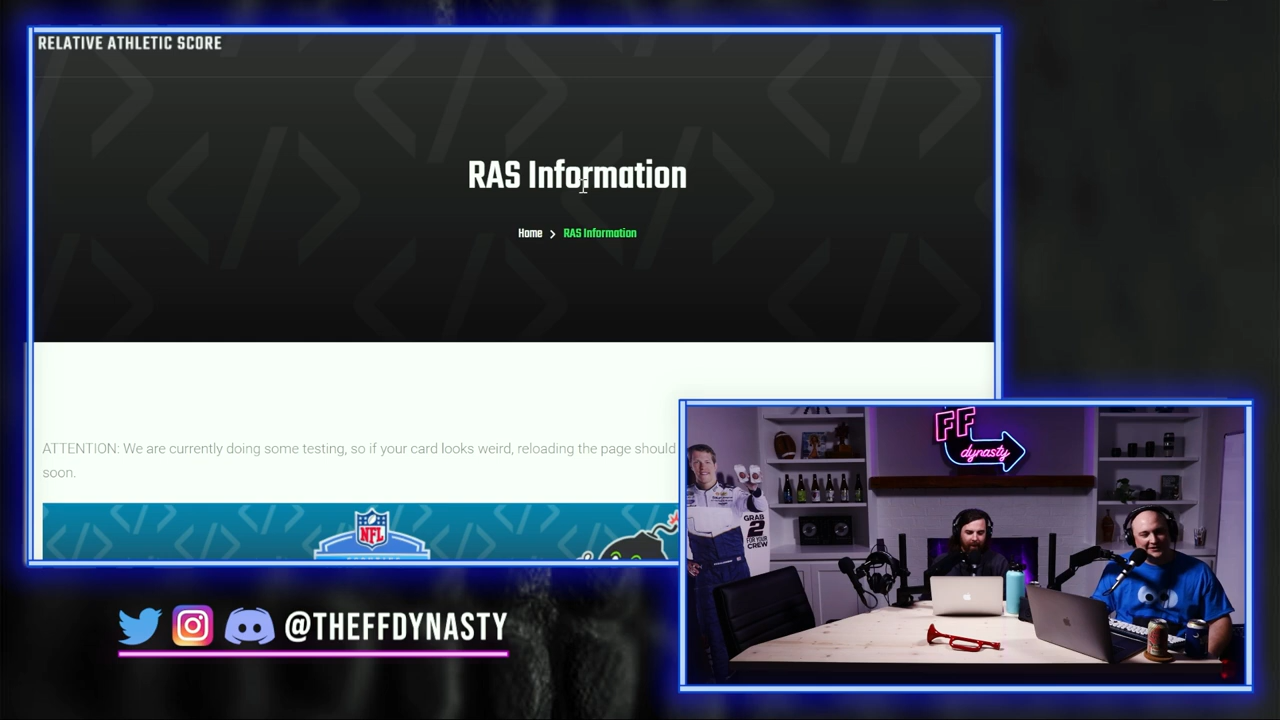 RELATIVE ATHLETIC SCORE
RAS Information
Home > RAS Information
ATTENTION: We are currently doing some testing, so if your card looks weird, reloading the page should
soon.
NFL
FF
dynasty
GRAB
2
FOR YOUR
CREW
@THEFFDYNASTY